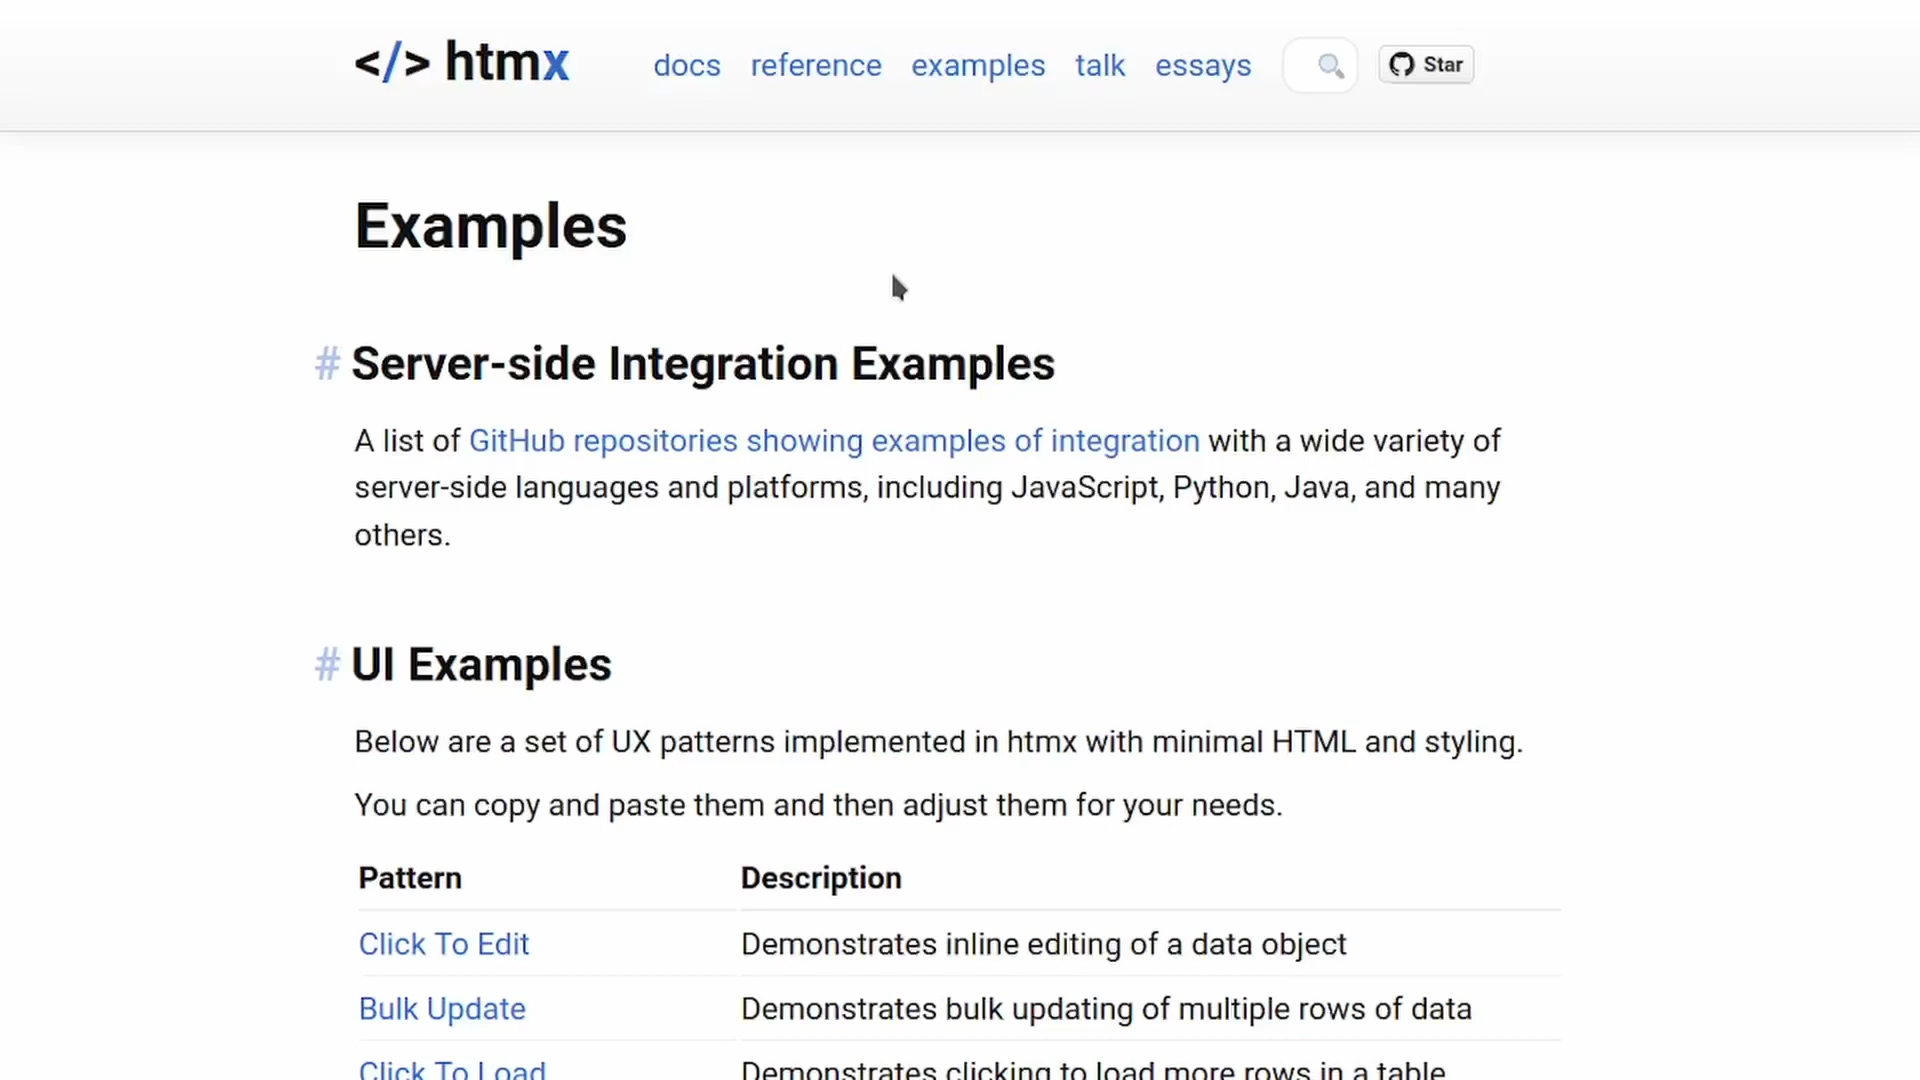 </> htmx docs reference examples talk essays Star
Examples
# Server-side Integration Examples
A list of GitHub repositories showing examples of integration with a wide variety of
server-side languages and platforms, including JavaScript, Python, Java, and many
others.
# UI Examples
Below are a set of UX patterns implemented in htmx with minimal HTML and styling.
You can copy and paste them and then adjust them for your needs.
Pattern Description
Click To Edit Demonstrates inline editing of a data object
Bulk Update Demonstrates bulk updating of multiple rows of data
Click To Load Demonstrates clicking to load more rows in a table